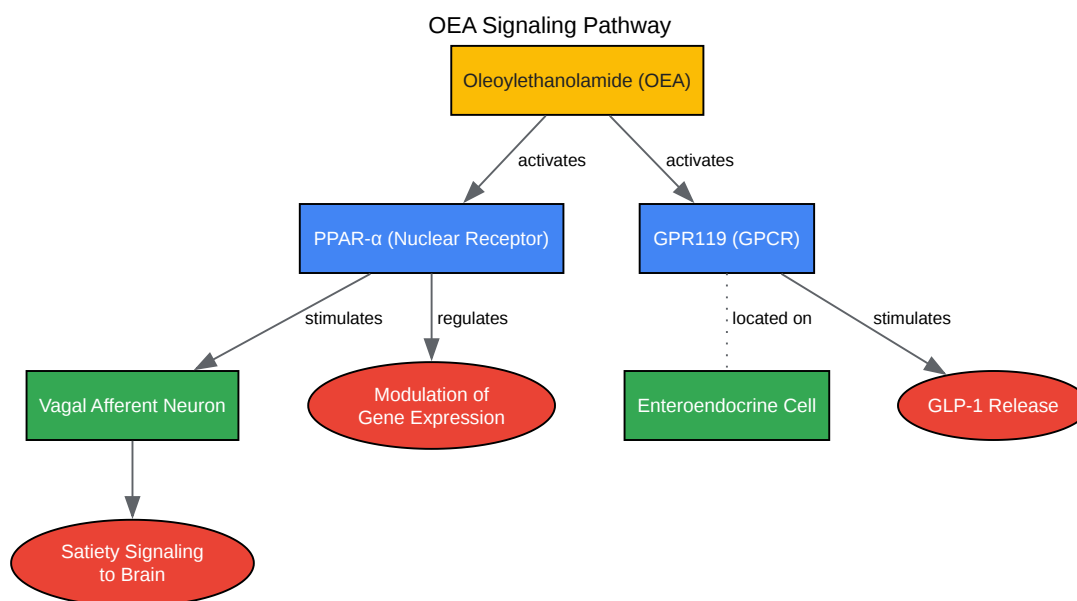 OEA Signaling Pathway
Oleoylethanolamide (OEA)
activates
activates
PPAR-α (Nuclear Receptor)
GPR119 (GPCR)
stimulates
regulates
located on
stimulates
Vagal Afferent Neuron
Modulation of
Gene Expression
Enteroendocrine Cell
GLP-1 Release
Satiety Signaling
to Brain